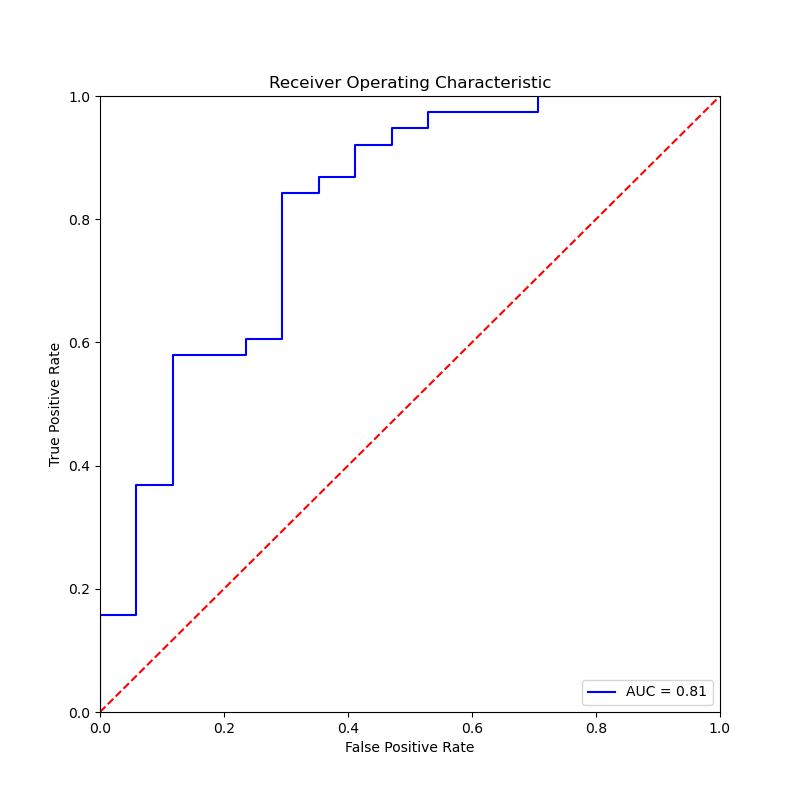 Receiver Operating Characteristic
1.0
0.8
0.6
0.4
0.2
0.0
True Positive Rate
AUC = 0.81
0.0 0.2 0.4 0.6 0.8 1.0
False Positive Rate